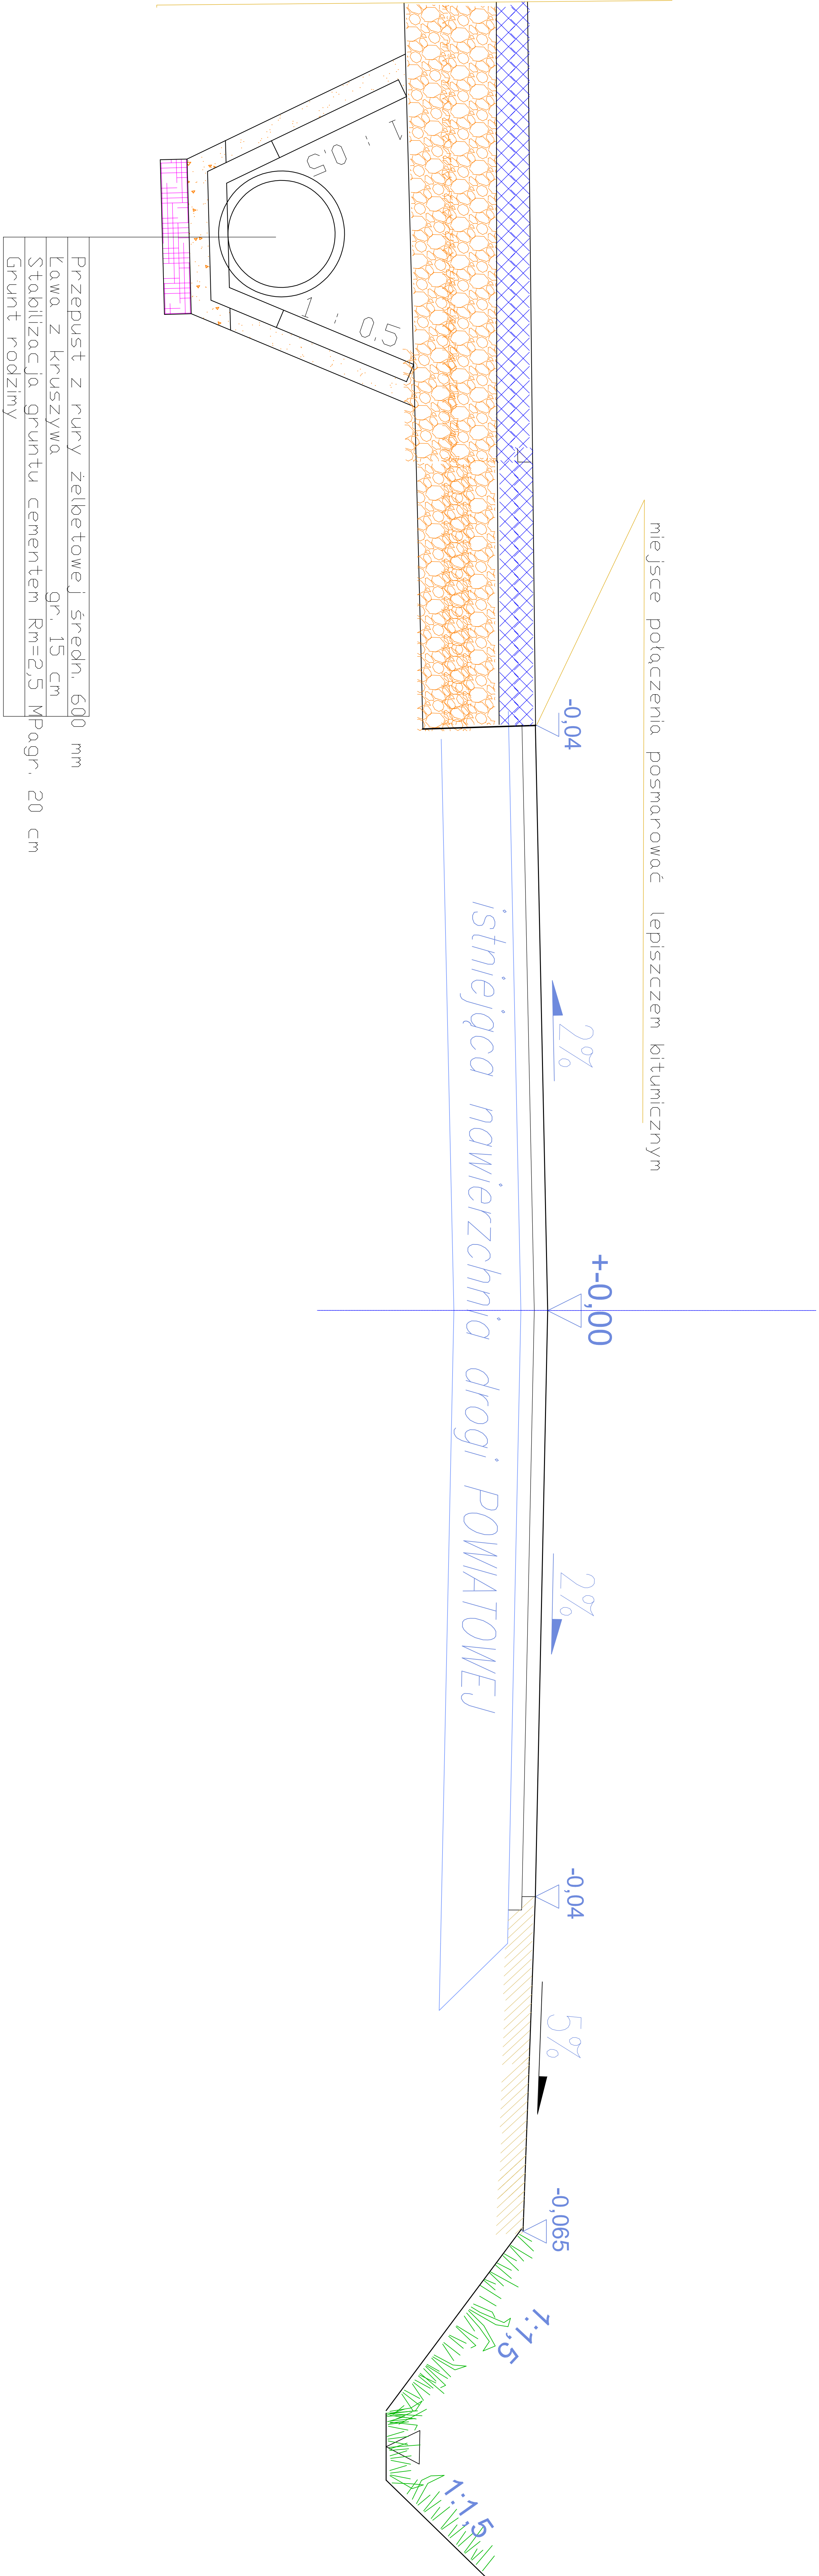 miejsce połączenia posmarować lepiszczem bitumicznym
-0,04
2%
+-0,00
2%
-0,04
5%
-0,065
1:1,5
1:1,5
istniejąca nawierzchnia drogi POWIATOWEJ
1 : 0,5
1 : 0,5
Przepust z rury żelbetowej średn. 600 mm
Ława z kruszywa gr. 15 cm
Stabilizacja gruntu cementem Rm=2,5 MPagr. 20 cm
Grunt rodzimy